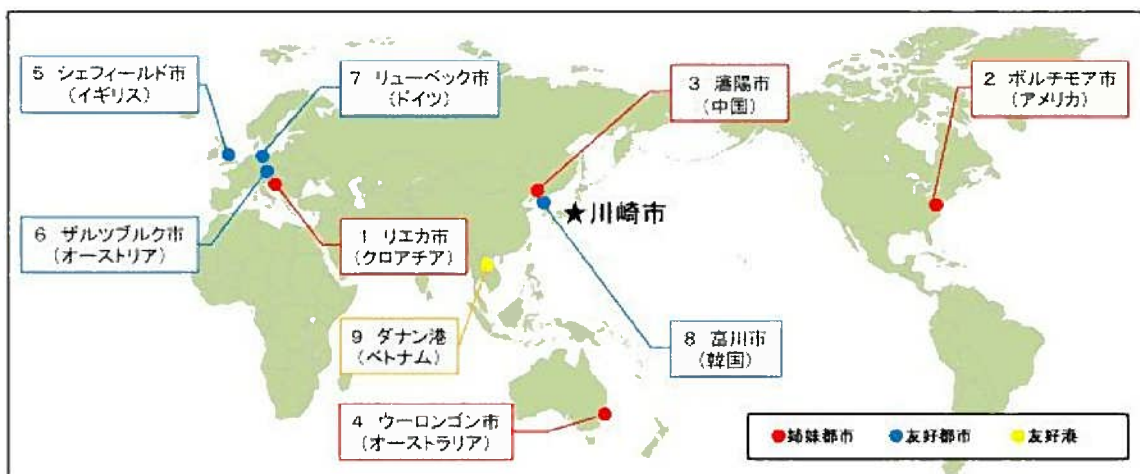 5 シェフィールド市
(イギリス)
7 リューベック市
(ドイツ)
3 瀋陽市
(中国)
2 ボルチモア市
(アメリカ)
★川崎市
6 ザルツブルク市
(オーストリア)
1 リエカ市
(クロアチア)
9 ダナン港
(ベトナム)
8 富川市
(韓国)
4 ウーロンゴン市
(オーストラリア)
●姉妹都市 ●友好都市 ●友好港